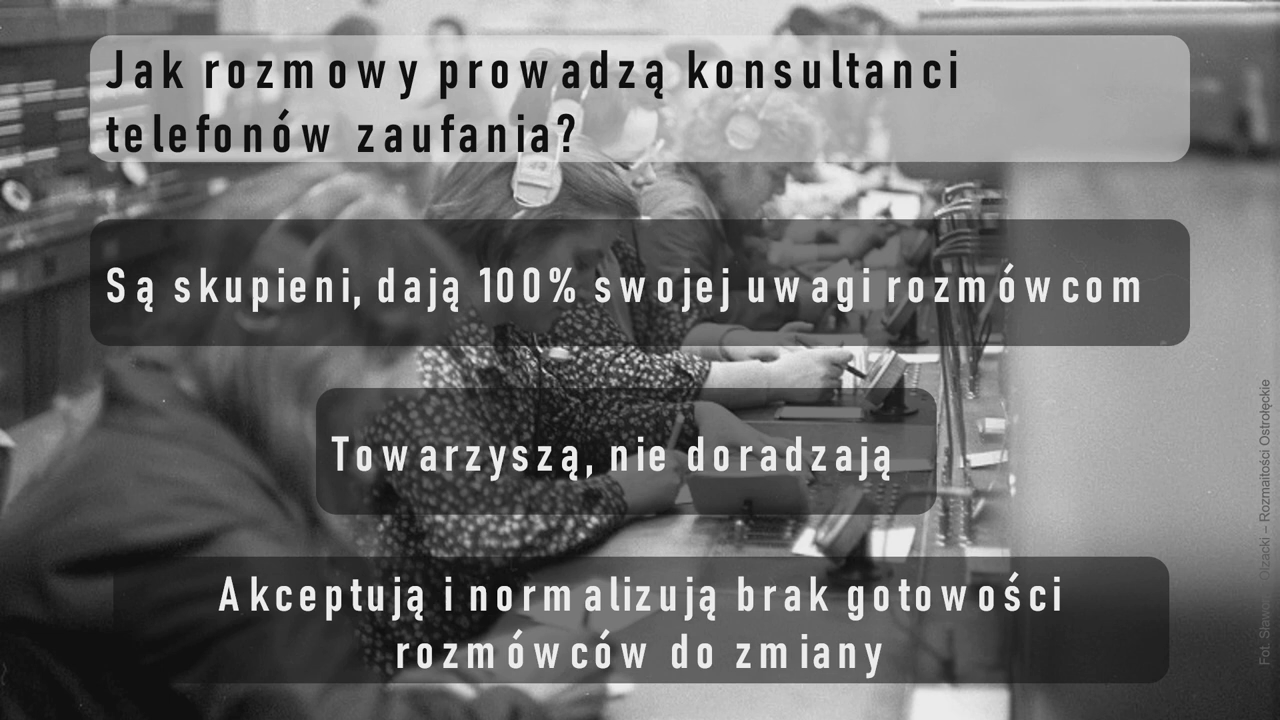 Jak rozmowy prowadzą konsultanci
telefonów zaufania?
Są skupieni, dają 100% swojej uwagi rozmówcom
Towarzyszą, nie doradzają
Akceptują i normalizują brak gotowości
rozmówców do zmiany
Fot. Sławomir Olzacki – Rozmaitości Ostrołęckie